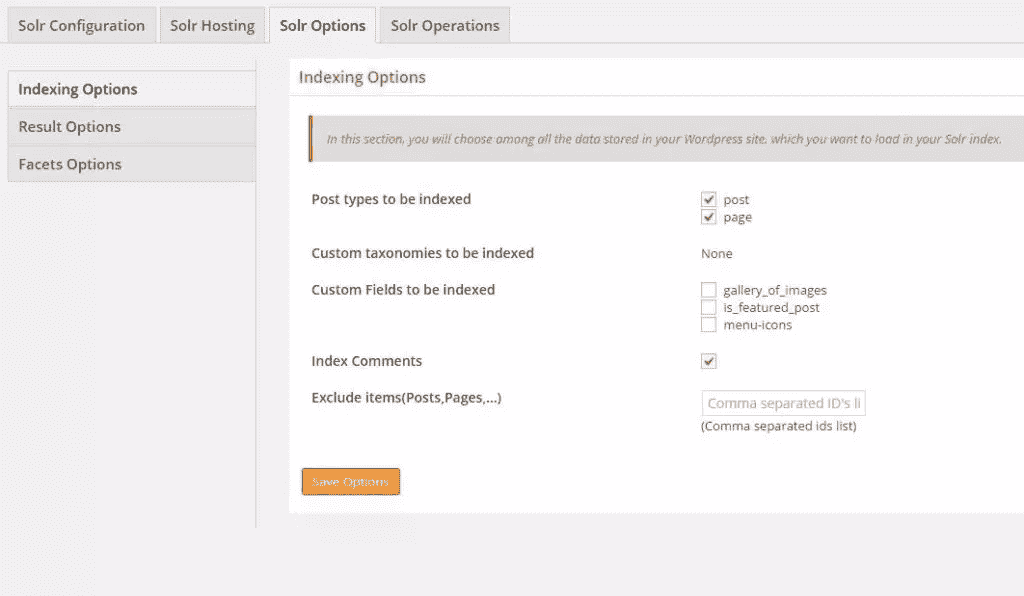 Solr Configuration
Solr Hosting
Solr Options
Solr Operations
Indexing Options
Result Options
Facets Options
Indexing Options
In this section, you will choose among all the data stored in your Wordpress site, which you want to load in your Solr index.
Post types to be indexed
post
page
Custom taxonomies to be indexed
None
Custom Fields to be indexed
gallery_of_images
is_featured_post
menu-icons
Index Comments
Exclude items(Posts,Pages,...)
Comma separated ID's li
(Comma separated ids list)
Save Options